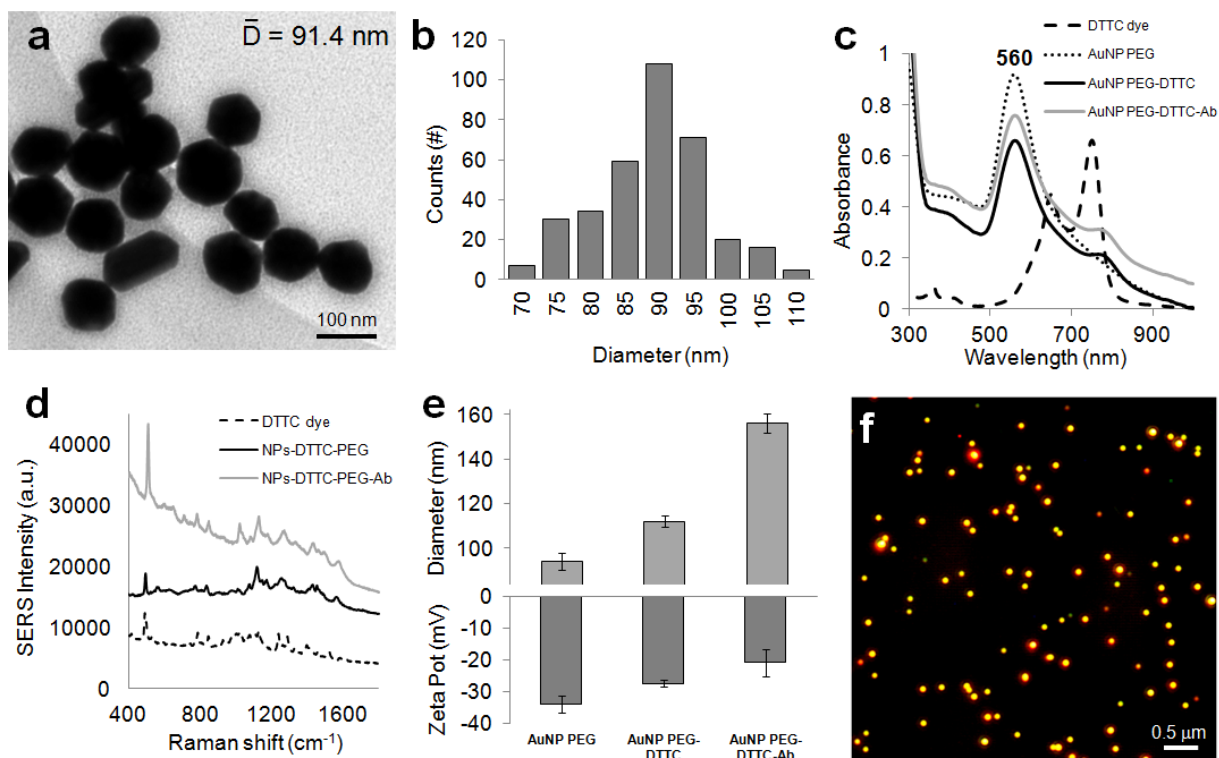 a
D̄ = 91.4 nm
100 nm
b
120
100
80
60
40
20
0
Counts (#)
70 75 80 85 90 95 100 105 110
Diameter (nm)
c
DTTC dye
AuNP PEG
AuNP PEG-DTTC
AuNP PEG-DTTC-Ab
560
1
0.8
0.6
0.4
0.2
0
Absorbance
300 500 700 900
Wavelength (nm)
d
DTTC dye
NPs-DTTC-PEG
NPs-DTTC-PEG-Ab
40000
30000
20000
10000
0
SERS Intensity (a.u.)
400 800 1200 1600
Raman shift (cm⁻¹)
e
160
140
120
100
Diameter (nm)
0
-10
-20
-30
-40
Zeta Pot (mV)
AuNP PEG
AuNP PEG-
DTTC
AuNP PEG-
DTTC-Ab
f
0.5 µm